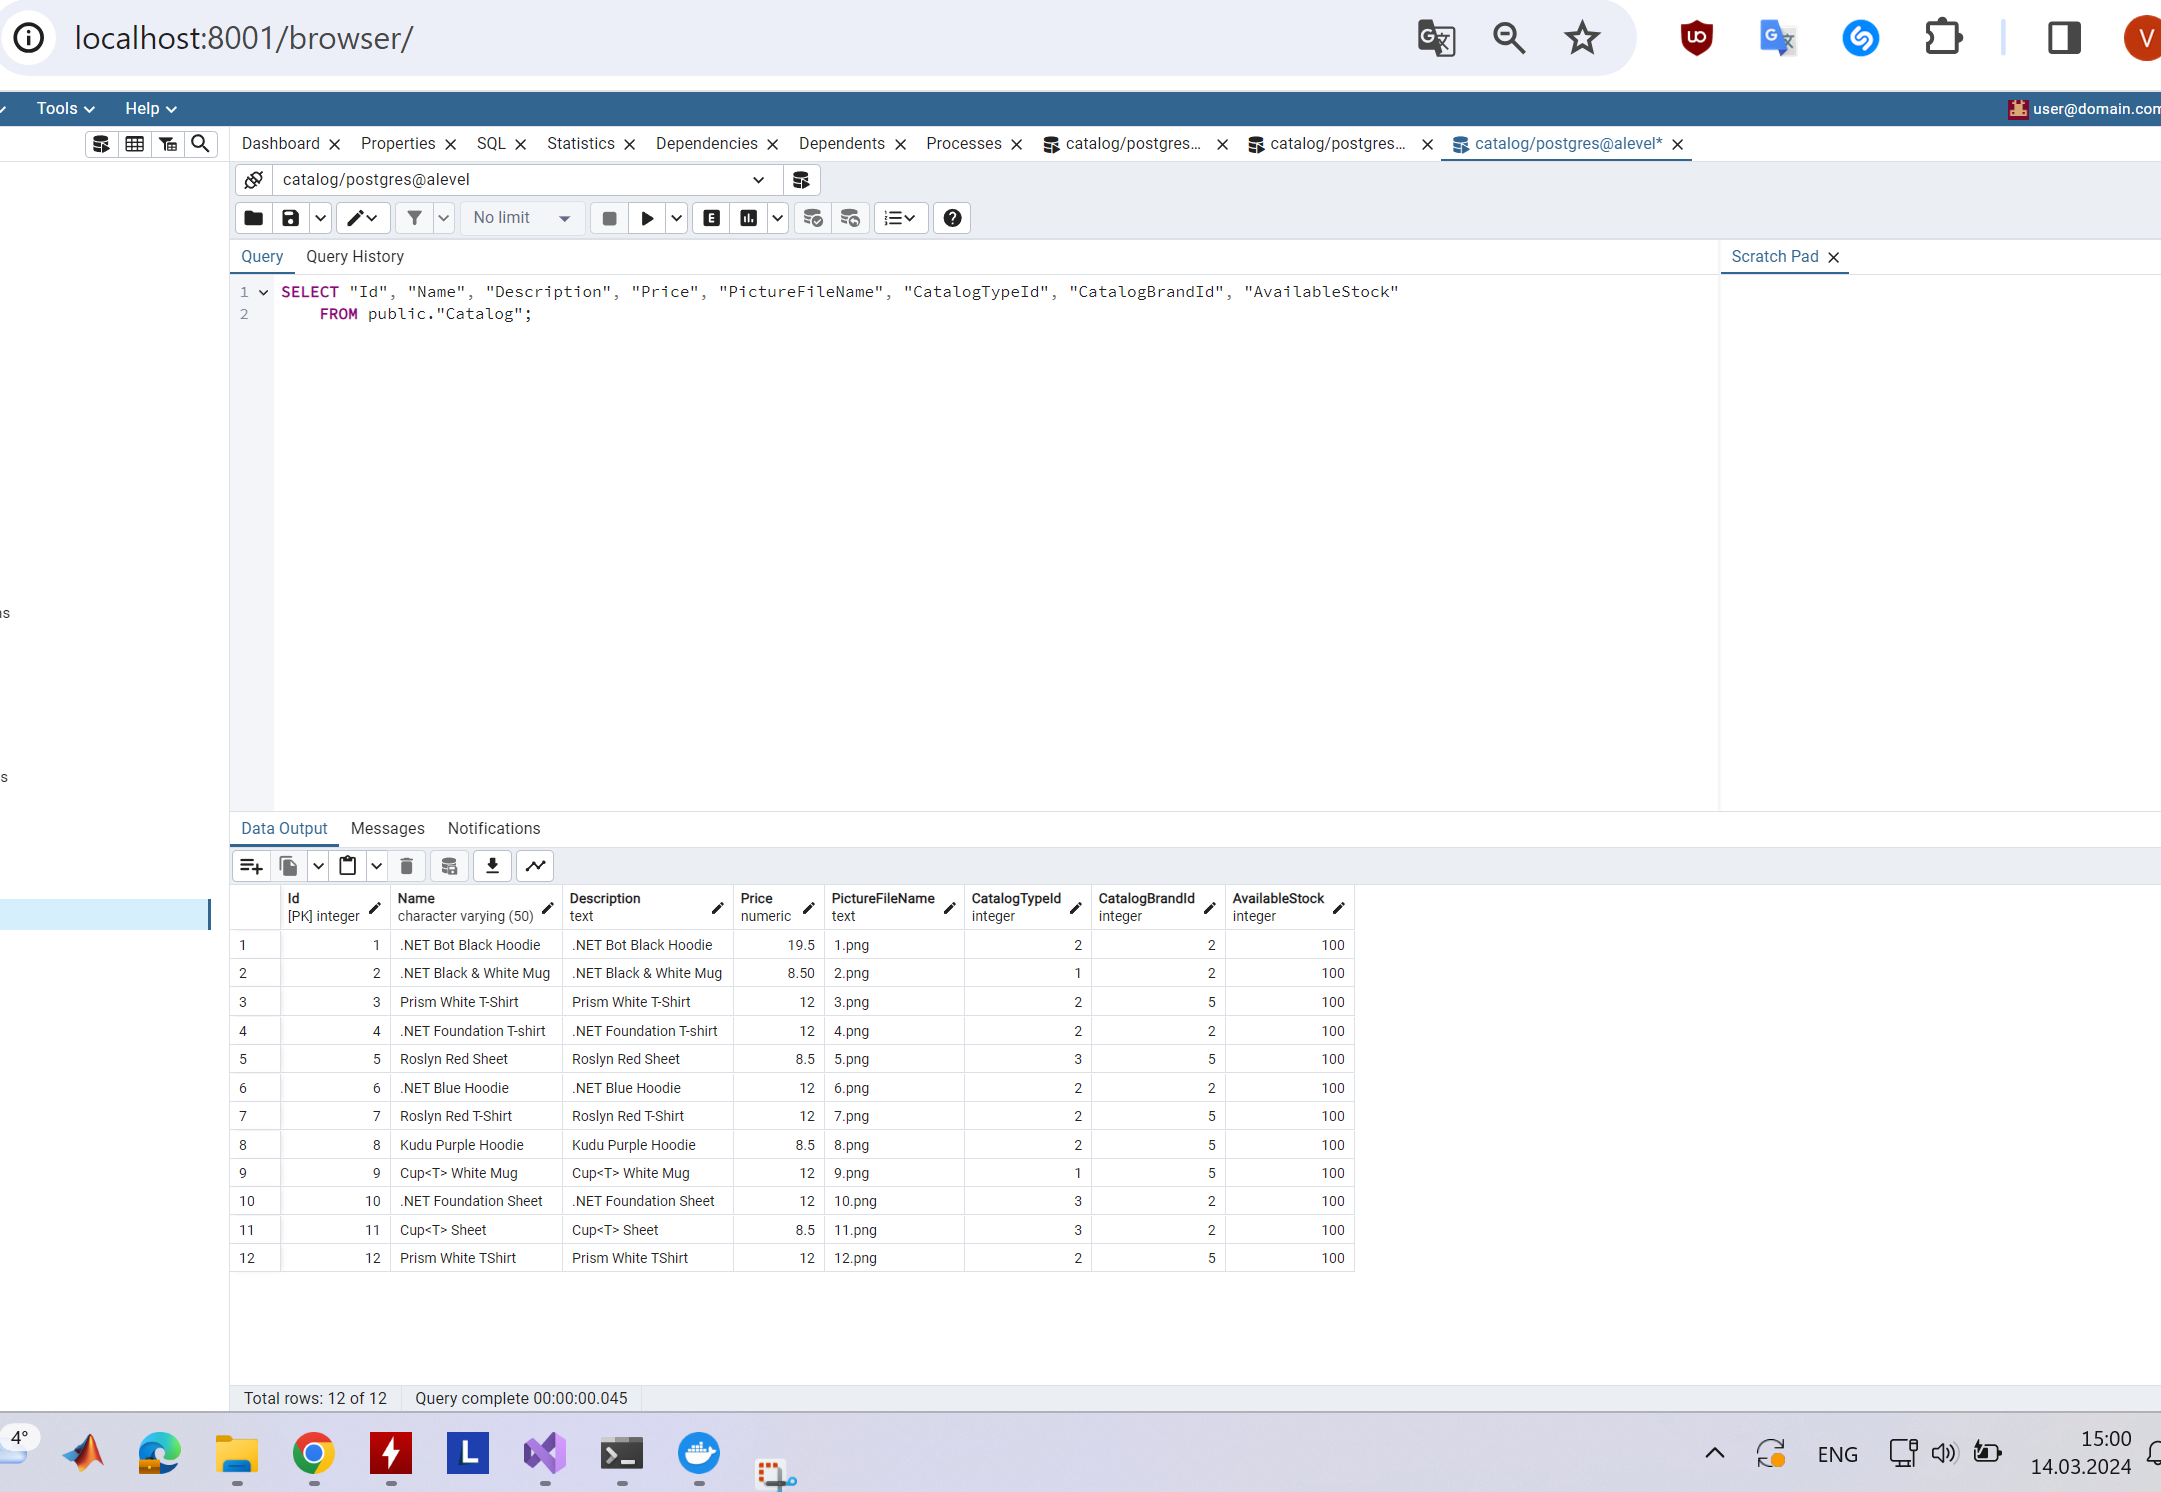 localhost:8001/browser/
Tools Help user@domain.com
Dashboard Properties SQL Statistics Dependencies Dependents Processes catalog/postgres... catalog/postgres... catalog/postgres@alevel*
catalog/postgres@alevel
No limit
Query Query History Scratch Pad
1 SELECT "Id", "Name", "Description", "Price", "PictureFileName", "CatalogTypeId", "CatalogBrandId", "AvailableStock"
2 FROM public."Catalog";
s
Data Output Messages Notifications
Id Name Description Price PictureFileName CatalogTypeId CatalogBrandId AvailableStock
[PK] integer character varying (50) text numeric text integer integer integer
1 1 .NET Bot Black Hoodie .NET Bot Black Hoodie 19.5 1.png 2 2 100
2 2 .NET Black & White Mug .NET Black & White Mug 8.50 2.png 1 2 100
3 3 Prism White T-Shirt Prism White T-Shirt 12 3.png 2 5 100
4 4 .NET Foundation T-shirt .NET Foundation T-shirt 12 4.png 2 2 100
5 5 Roslyn Red Sheet Roslyn Red Sheet 8.5 5.png 3 5 100
6 6 .NET Blue Hoodie .NET Blue Hoodie 12 6.png 2 2 100
7 7 Roslyn Red T-Shirt Roslyn Red T-Shirt 12 7.png 2 5 100
8 8 Kudu Purple Hoodie Kudu Purple Hoodie 8.5 8.png 2 5 100
9 9 Cup<T> White Mug Cup<T> White Mug 12 9.png 1 5 100
10 10 .NET Foundation Sheet .NET Foundation Sheet 12 10.png 3 2 100
11 11 Cup<T> Sheet Cup<T> Sheet 8.5 11.png 3 2 100
12 12 Prism White TShirt Prism White TShirt 12 12.png 2 5 100
Total rows: 12 of 12 Query complete 00:00:00.045
4° L ENG 15:00
14.03.2024